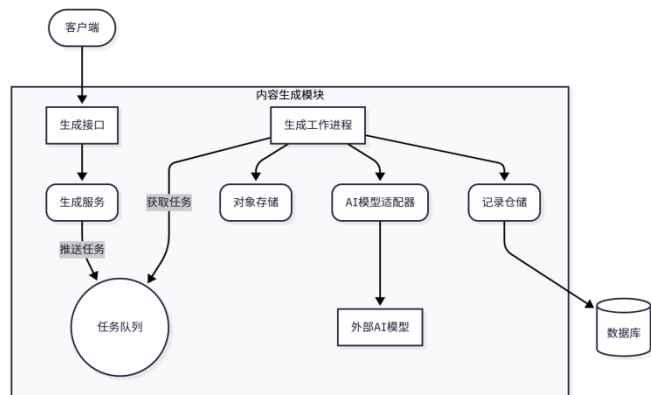 客户端
内容生成模块
生成接口
生成工作进程
生成服务
获取任务
对象存储
AI模型适配器
记录仓储
推送任务
任务队列
外部AI模型
数据库